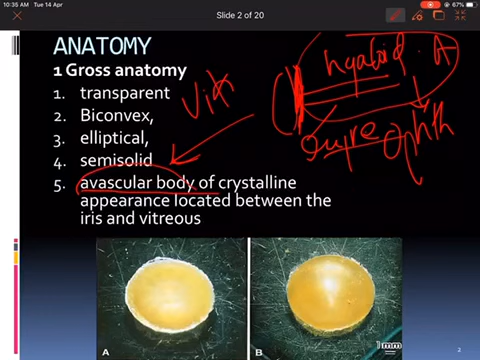 10:35 AM Tue 14 Apr
67%
Slide 2 of 20
ANATOMY
1 Gross anatomy
1. transparent
2. Biconvex,
3. elliptical,
4. semisolid
5. avascular body of crystalline
appearance located between the
iris and vitreous
hyaloid A
A
B
1mm
2